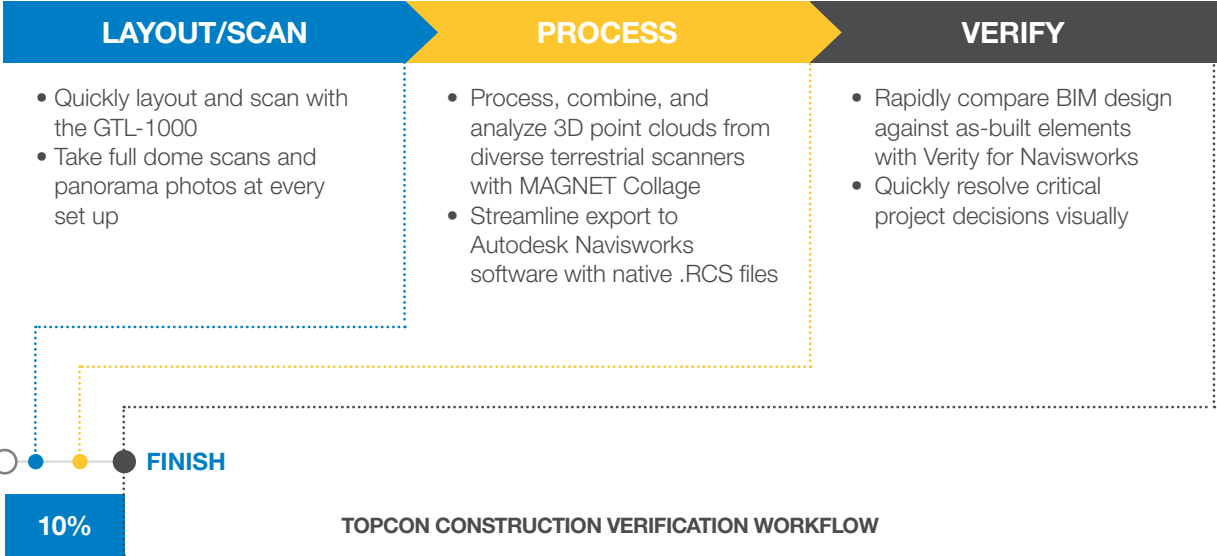 LAYOUT/SCAN
• Quickly layout and scan with
the GTL-1000
• Take full dome scans and
panorama photos at every
set up
PROCESS
• Process, combine, and
analyze 3D point clouds from
diverse terrestrial scanners
with MAGNET Collage
• Streamline export to
Autodesk Navisworks
software with native .RCS files
VERIFY
• Rapidly compare BIM design
against as-built elements
with Verity for Navisworks
• Quickly resolve critical
project decisions visually
FINISH
10%
TOPCON CONSTRUCTION VERIFICATION WORKFLOW